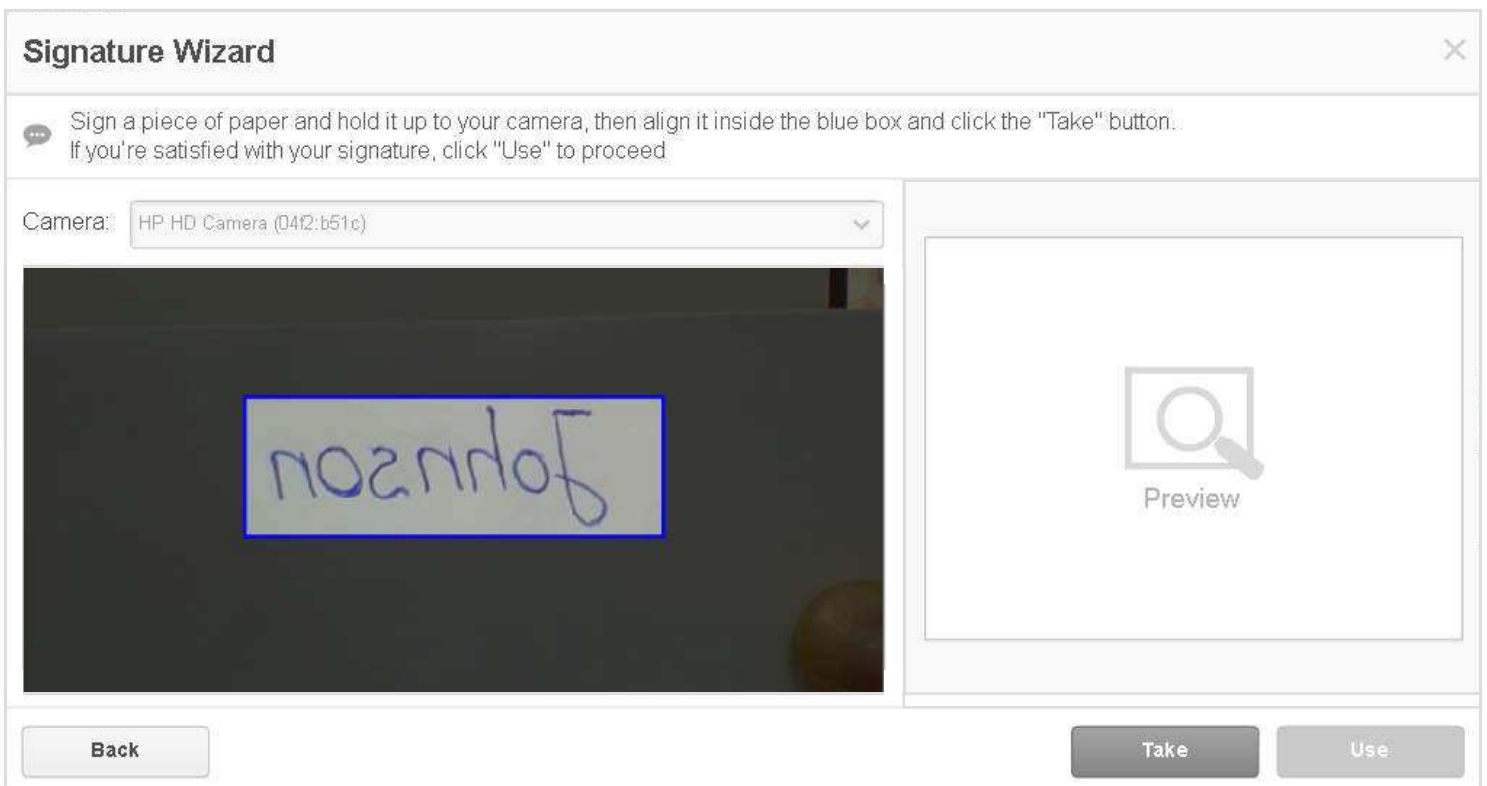 Signature Wizard
Sign a piece of paper and hold it up to your camera, then align it inside the blue box and click the "Take" button.
If you're satisfied with your signature, click "Use" to proceed
Camera: HP HD Camera (04f2:b51c)
Johnson
Preview
Back Take Use